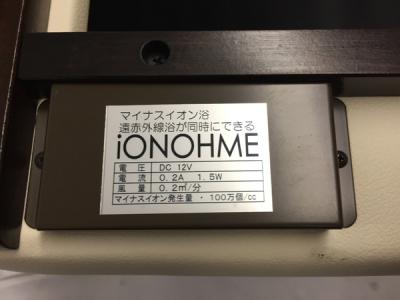 マイナスイオン浴
遠赤外線浴が同時にできる
iONOHME
電圧 DC 12V
電流 0.2A 1.5W
風量 0.2㎥/分
マイナスイオン発生量・100万個/cc